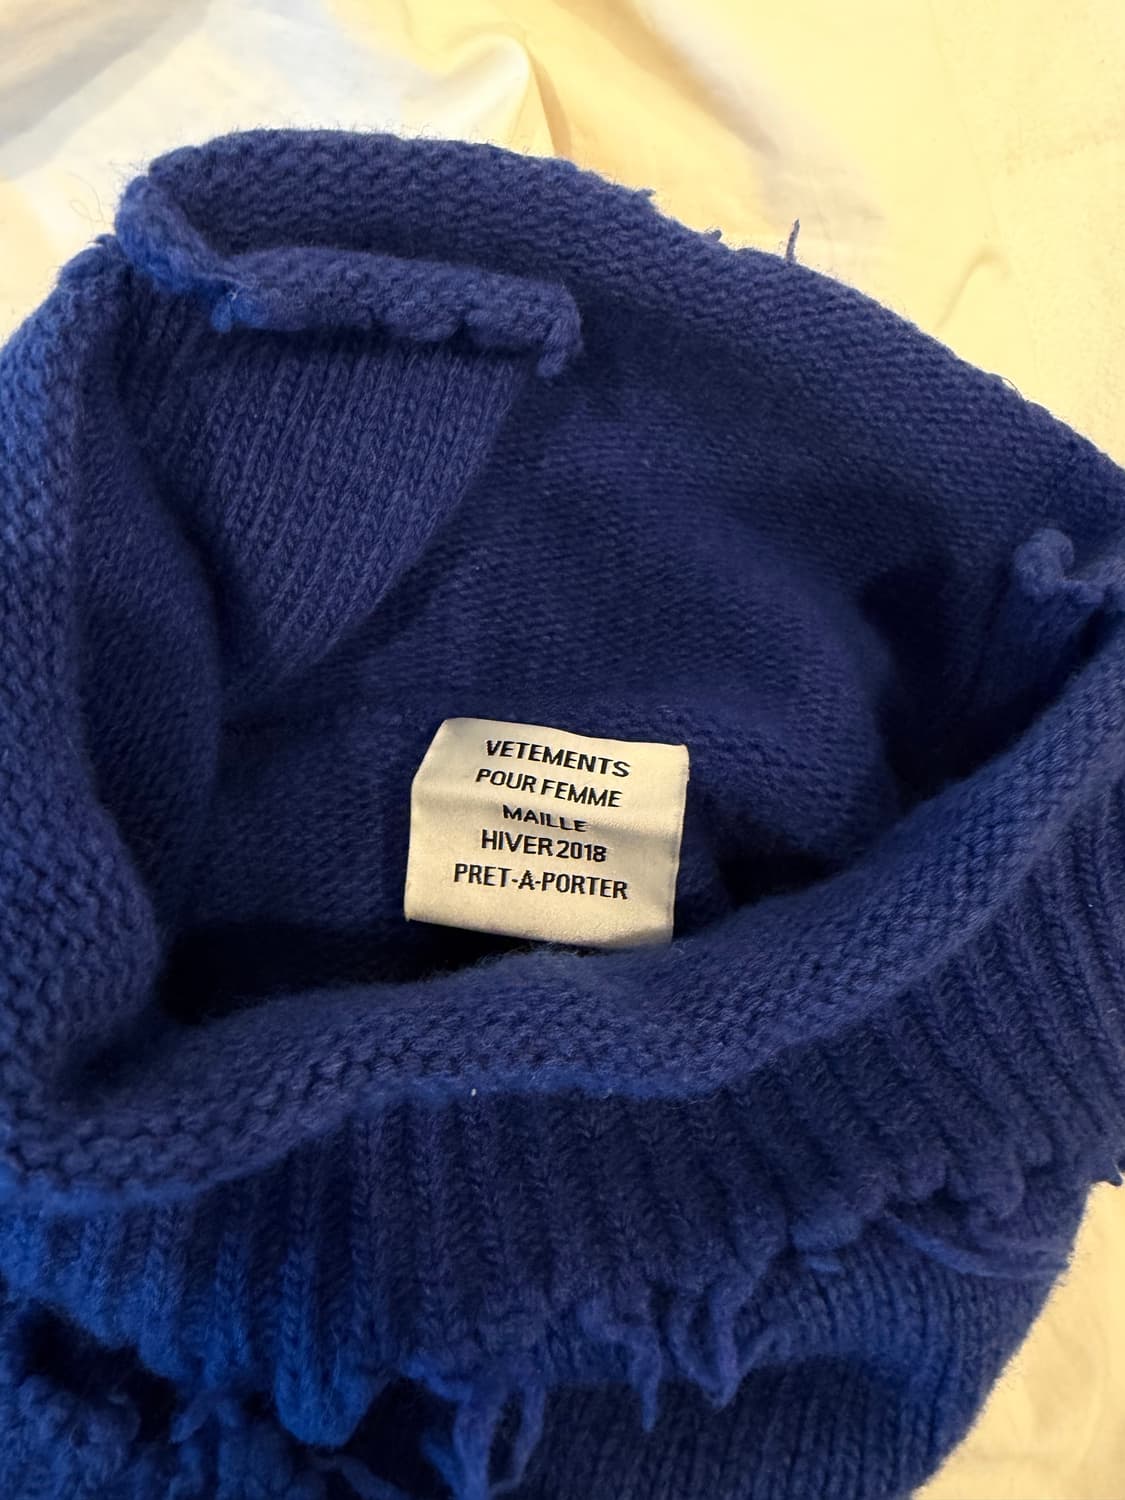 VETEMENTS
POUR FEMME
MAILLE
HIVER 2018
PRET-A-PORTER